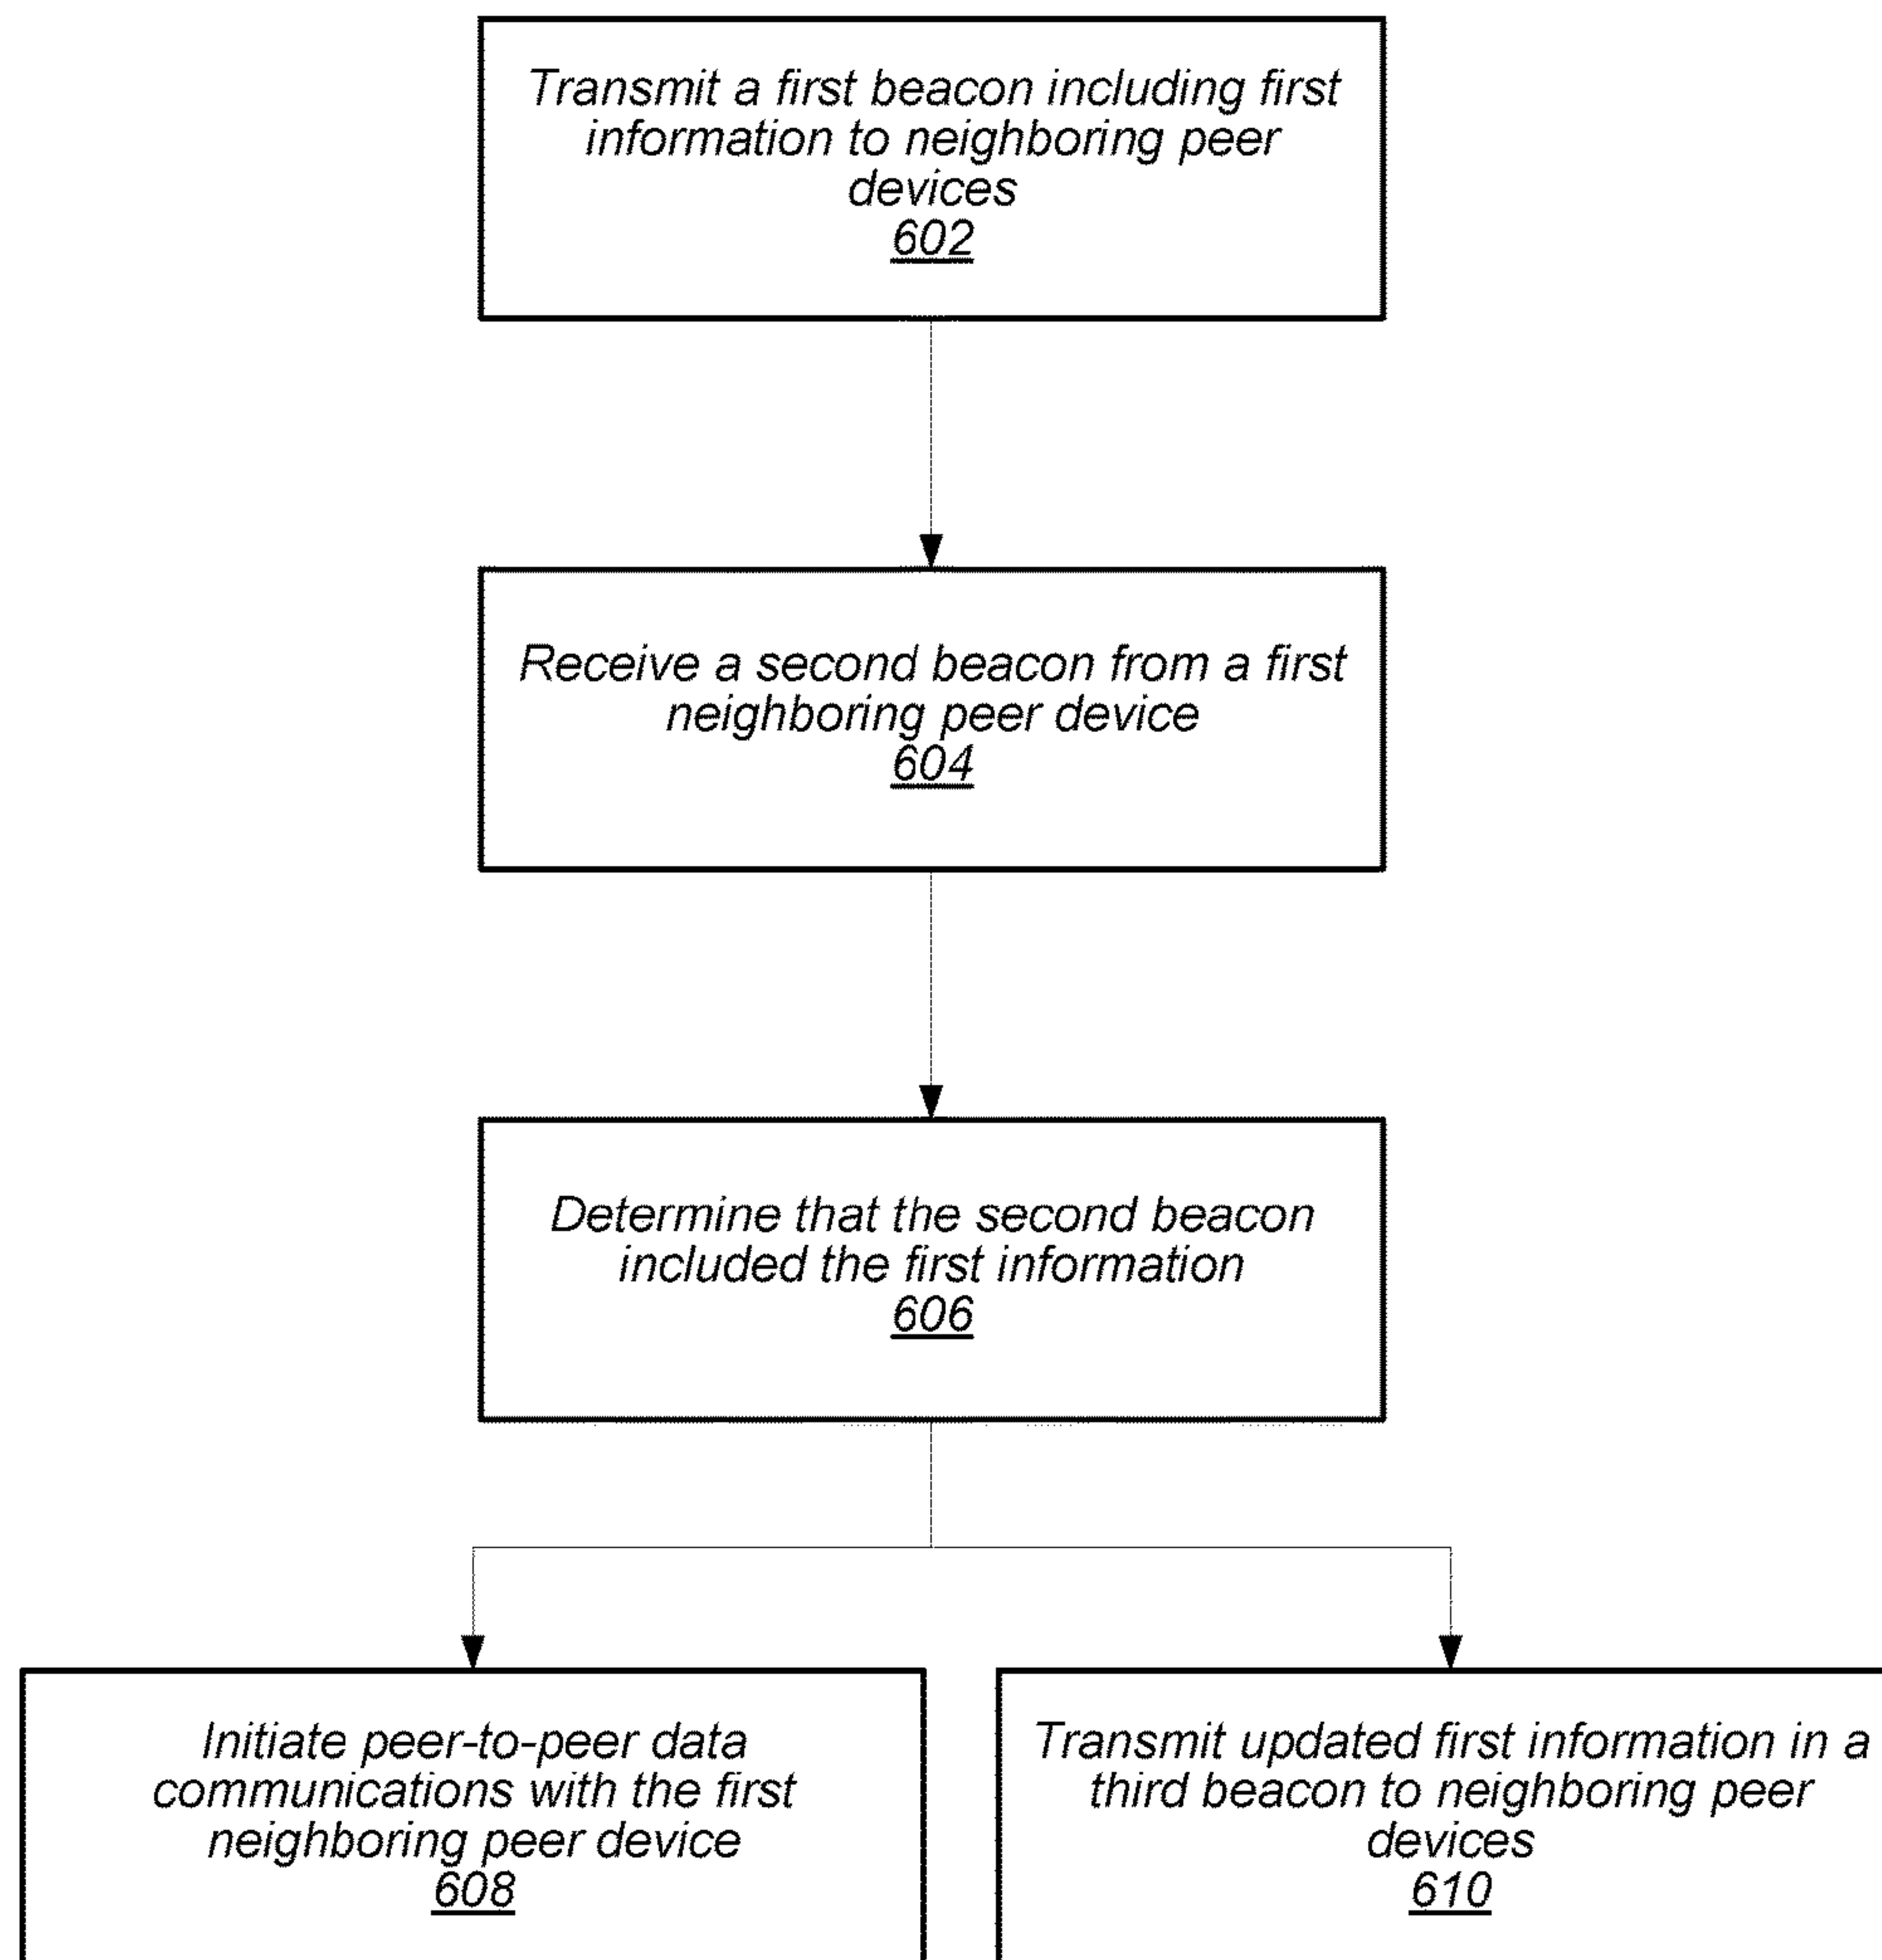 Transmit a first beacon including first
information to neighboring peer
devices
602
Receive a second beacon from a first
neighboring peer device
604
Determine that the second beacon
included the first information
606
Initiate peer-to-peer data
communications with the first
neighboring peer device
608
Transmit updated first information in a
third beacon to neighboring peer
devices
610